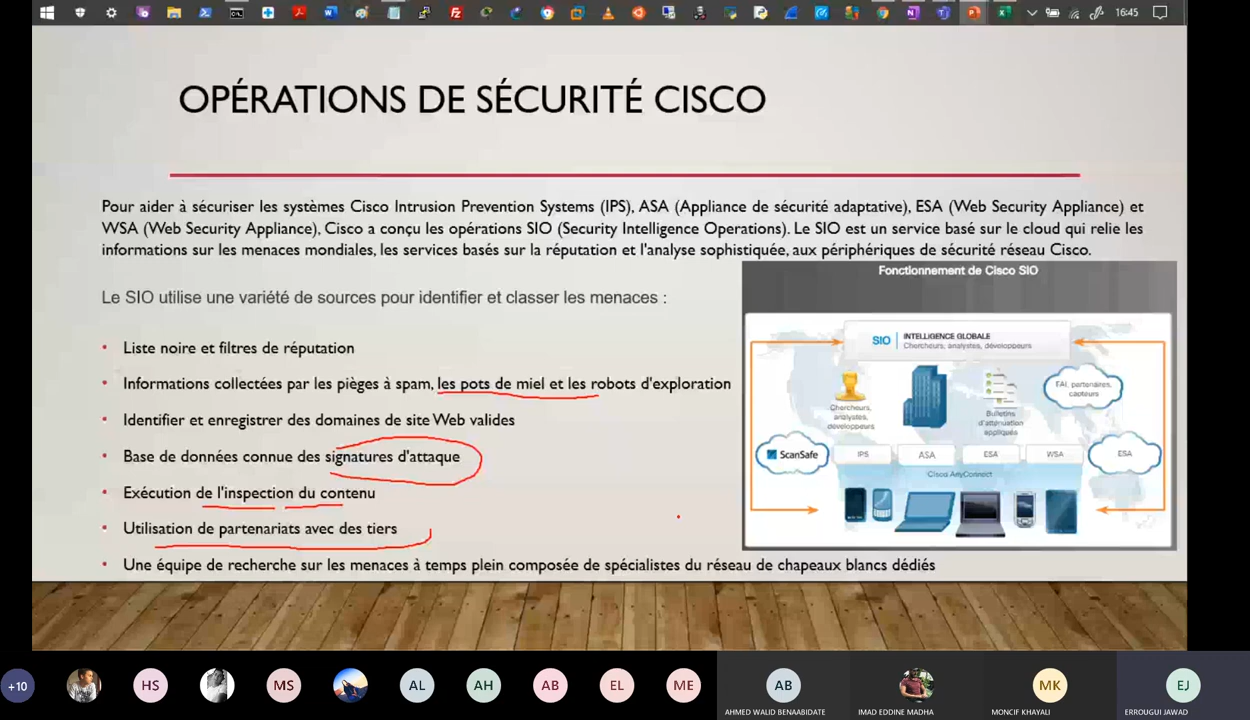 16:45
OPÉRATIONS DE SÉCURITÉ CISCO
Pour aider à sécuriser les systèmes Cisco Intrusion Prevention Systems (IPS), ASA (Appliance de sécurité adaptative), ESA (Web Security Appliance) et
WSA (Web Security Appliance), Cisco a conçu les opérations SIO (Security Intelligence Operations). Le SIO est un service basé sur le cloud qui relie les
informations sur les menaces mondiales, les services basés sur la réputation et l'analyse sophistiquée, aux périphériques de sécurité réseau Cisco.
Le SIO utilise une variété de sources pour identifier et classer les menaces :
• Liste noire et filtres de réputation
• Informations collectées par les pièges à spam, les pots de miel et les robots d'exploration
• Identifier et enregistrer des domaines de site Web valides
• Base de données connue des signatures d'attaque
• Exécution de l'inspection du contenu
• Utilisation de partenariats avec des tiers
• Une équipe de recherche sur les menaces à temps plein composée de spécialistes du réseau de chapeaux blancs dédiés
Fonctionnement de Cisco SIO
SIO INTELLIGENCE GLOBALE
Chercheurs, analystes, développeurs
Chercheurs,
analystes,
développeurs
Bulletins
d'atténuation
appliqués
FAI, partenaires,
capteurs
ScanSafe IPS ASA ESA WSA ESA
Cisco AnyConnect
+10 HS MS AL AH AB EL ME AB MK EJ
AHMED WALID BENAABIDATE IMAD EDDINE MADHA MONCIF KHAYALI ERROUGUI JAWAD